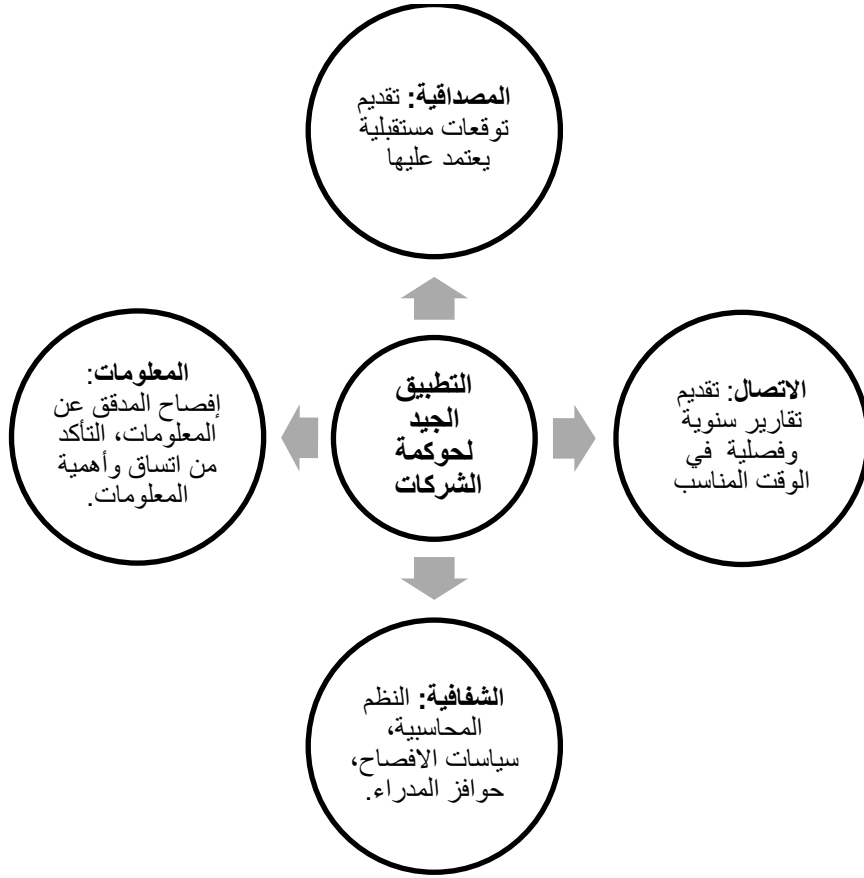 المصداقية: تقديم
توقعات مستقبلية
يعتمد عليها
الاتصال: تقديم
تقارير سنوية
وفصلية في
الوقت المناسب
التطبيق
الجيد
لحوكمة
الشركات
المعلومات:
إفصاح المدقق عن
المعلومات، التأكد
من اتساق وأهمية
المعلومات.
الشفافية: النظم
المحاسبية،
سياسات الافصاح،
حوافز المدراء.